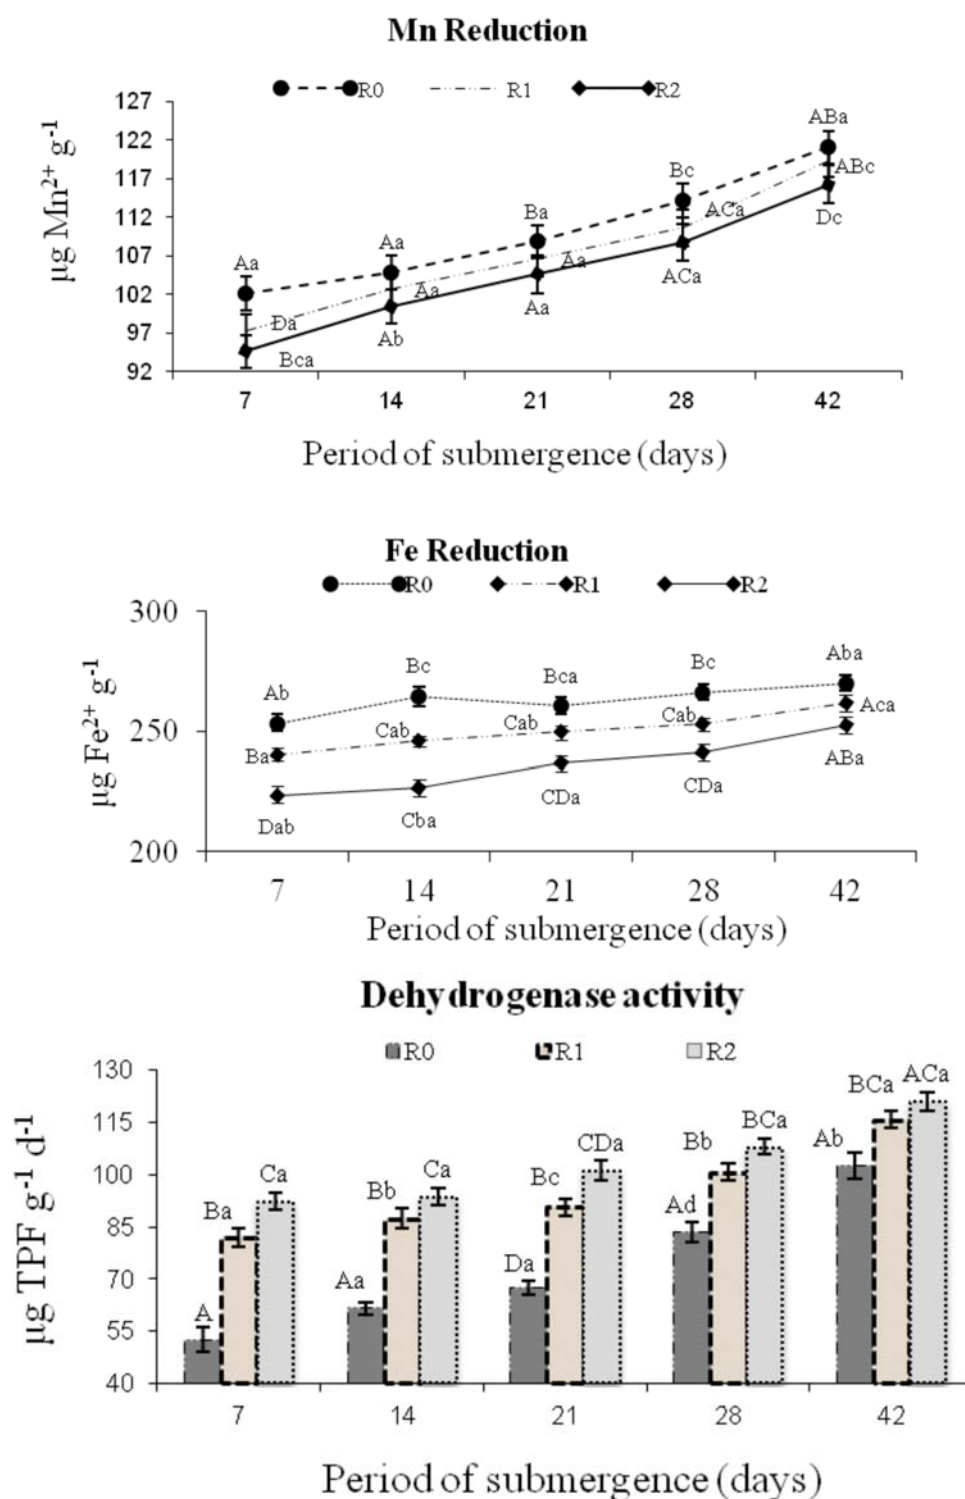 Mn Reduction
R0 R1 R2
µg Mn²⁺ g⁻¹
127
122
117
112
107
102
97
92
Aa Aa Ba Bc ABa
Da Aa Aa ACa ABc
Bca Ab Aa ACa Dc
7 14 21 28 42
Period of submergence (days)
Fe Reduction
R0 R1 R2
µg Fe²⁺ g⁻¹
300
250
200
Ab Bc Bca Bc Aba
Ba Cab Cab Cab Aca
Dab Cba CDa CDa ABa
7 14 21 28 42
Period of submergence (days)
Dehydrogenase activity
R0 R1 R2
µg TPF g⁻¹ d⁻¹
130
115
100
85
70
55
40
A Ba Ca Aa Bb Ca Da Bc CDa Ad Bb BCa Ab BCa ACa
7 14 21 28 42
Period of submergence (days)